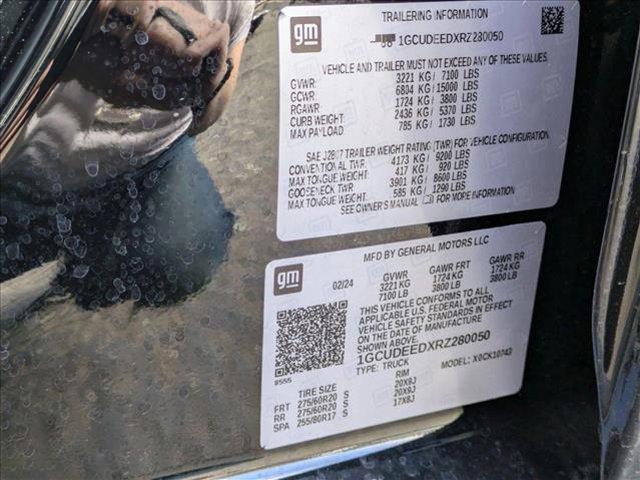 gm
TRAILERING INFORMATION
1GCUDEEDXRZ280050
VEHICLE AND TRAILER MUST NOT EXCEED ANY OF THESE VALUES
GVWR: 3221 KG/ 7100 LBS
GCWR: 6804 KG/ 15000 LBS
RGAWR: 1724 KG/ 3800 LBS
CURB WEIGHT: 2436 KG/ 5370 LBS
MAX PAYLOAD 785 KG/ 1730 LBS
SAE J2807 TRAILER WEIGHT RATING (TWR) FOR VEHICLE CONFIGURATION
CONVENTIONAL TWR: 4173 KG/ 9200 LBS
MAX TONGUE WEIGHT: 417 KG/ 920 LBS
GOOSENECK TWR 3901 KG/ 8600 LBS
MAX TONGUE WEIGHT: 585 KG/ 1290 LBS
SEE OWNER'S MANUAL FOR MORE INFORMATION
gm
MFD BY GENERAL MOTORS LLC
02/24 GVWR GAWR FRT GAWR RR
3221 KG 1724 KG 1724 KG
7100 LB 3800 LB 3800 LB
THIS VEHICLE CONFORMS TO ALL
APPLICABLE U.S. FEDERAL MOTOR
VEHICLE SAFETY STANDARDS IN EFFECT
ON THE DATE OF MANUFACTURE
SHOWN ABOVE.
1GCUDEEDXRZ280050
TYPE: TRUCK MODEL:
TIRE SIZE RIM
FRT 275/60R20 S 20X9J
RR 275/60R20 S 20X9J
SPA 255/80R17 S 17X8J